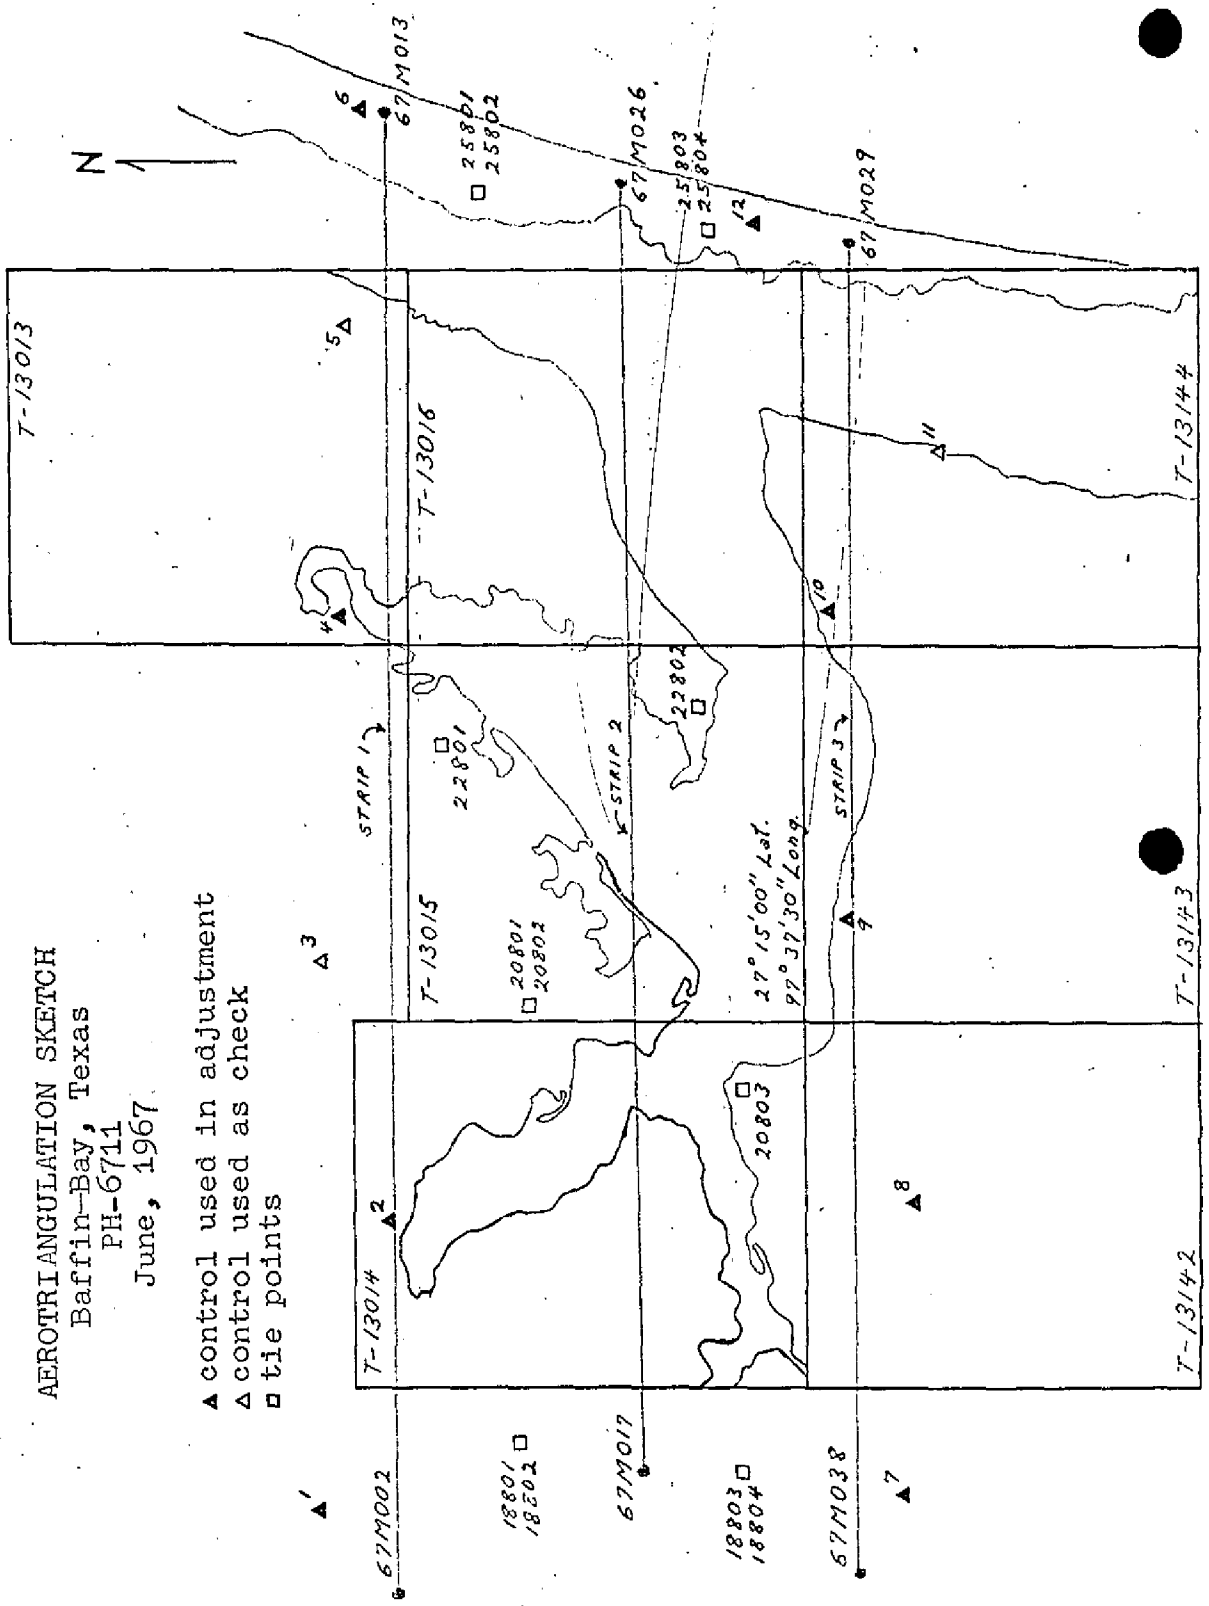 AEROTRIANGULATION SKETCH
Baffin-Bay, Texas
PH-6711
June, 1967
▲ control used in adjustment
△ control used as check
□ tie points
N
T-13013
T-13014
T-13015
T-13016
T-13142
T-13143
T-13144
1
2
3
4
5
6
7
8
9
10
11
12
67M002
67M013
STRIP 1
67M017
67M026
STRIP 2
67M038
67M029
STRIP 3
18801
18802
18803
18804
20801
20802
20803
22801
22802
25801
25802
25803
25804
27° 15' 00" Lat.
97° 37' 30" Long.